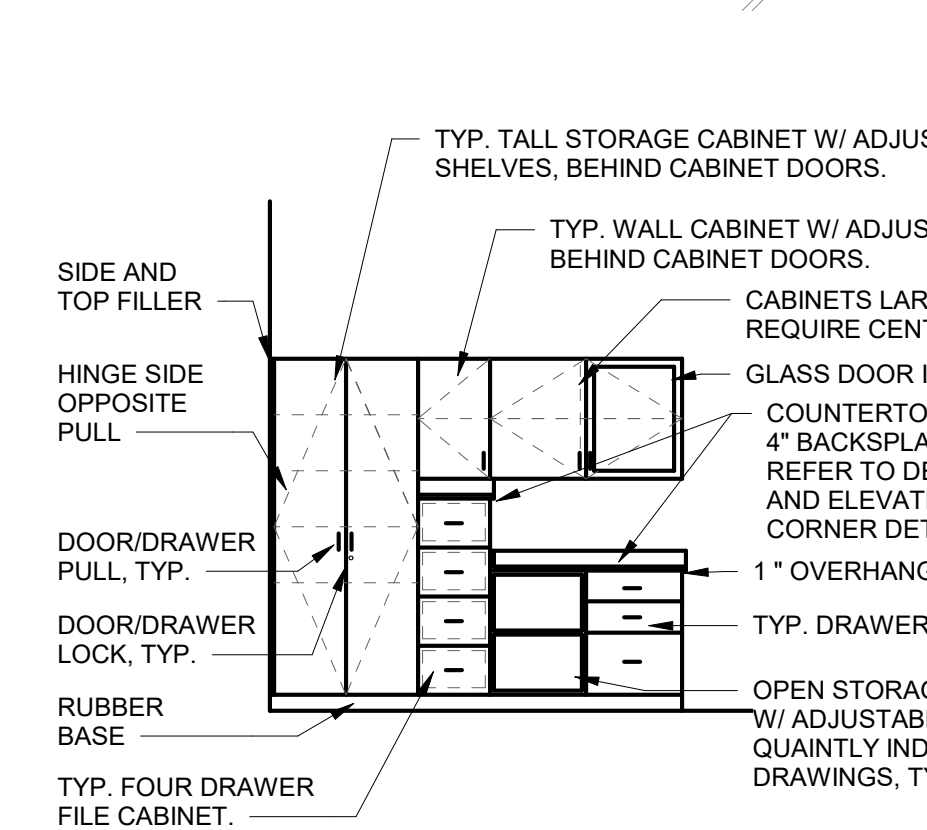 TYP. TALL STORAGE CABINET W/ ADJUS
SHELVES, BEHIND CABINET DOORS.
TYP. WALL CABINET W/ ADJUS
BEHIND CABINET DOORS.
SIDE AND
TOP FILLER
CABINETS LAR
REQUIRE CENT
HINGE SIDE
OPPOSITE
PULL
GLASS DOOR I
COUNTERTO
4" BACKSPLA
REFER TO DE
AND ELEVATI
CORNER DET
DOOR/DRAWER
PULL, TYP.
1 " OVERHANG
DOOR/DRAWER
LOCK, TYP.
TYP. DRAWER
RUBBER
BASE
OPEN STORAG
W/ ADJUSTABL
QUAINTLY IND
DRAWINGS, TY
TYP. FOUR DRAWER
FILE CABINET.